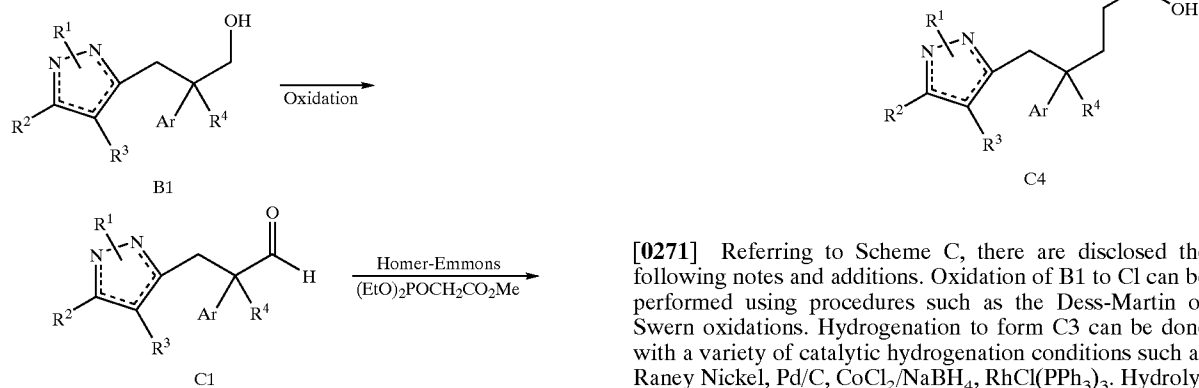 OH
R1
N N
Oxidation
Ar R4
R2
R3
B1
R1
O
N N
H
Homer-Emmons
(EtO)2POCH2CO2Me
R2
Ar R4
R3
C1
OH
R1
N N
R2
Ar R4
R3
C4
[0271] Referring to Scheme C, there are disclosed the
following notes and additions. Oxidation of B1 to Cl can be
performed using procedures such as the Dess-Martin o
Swern oxidations. Hydrogenation to form C3 can be done
with a variety of catalytic hydrogenation conditions such a
Raney Nickel, Pd/C, CoCl2/NaBH4, RhCl(PPh3)3. Hydroly